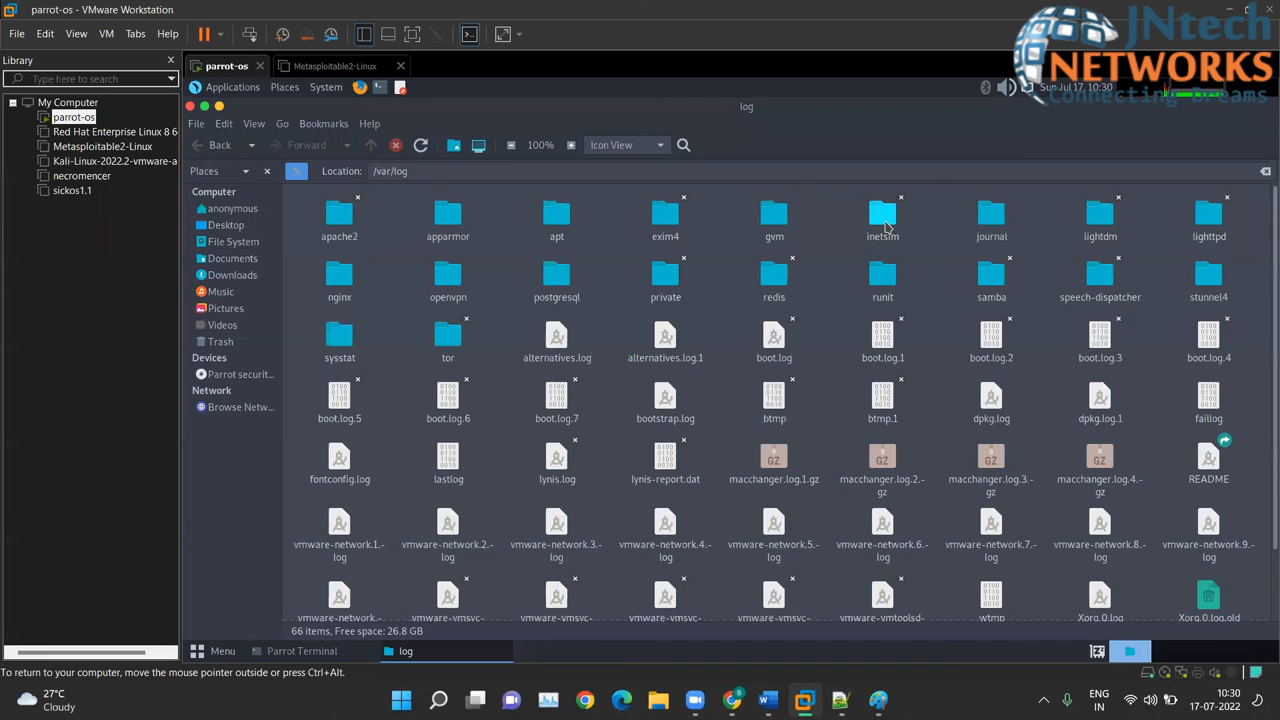 parrot-os - VMware Workstation
File Edit View VM Tabs Help
JNtech
NETWORKS
Connecting Dreams
Library
Type here to search
My Computer
parrot-os
Red Hat Enterprise Linux 8 6
Metasploitable2-Linux
Kali-Linux-2022.2-vmware-a
necromencer
sickos1.1
parrot-os Metasploitable2-Linux
Applications Places System Sun Jul 17, 10:30
log
File Edit View Go Bookmarks Help
Back Forward 100% Icon View
Places Location: /var/log
Computer
anonymous
Desktop
File System
Documents
Downloads
Music
Pictures
Videos
Trash
Devices
Parrot securit...
Network
Browse Netw...
apache2 apparmor apt exim4 gvm inetsim journal lightdm lighttpd
nginx openvpn postgresql private redis runit samba speech-dispatcher stunnel4
sysstat tor alternatives.log alternatives.log.1 boot.log boot.log.1 boot.log.2 boot.log.3 boot.log.4
boot.log.5 boot.log.6 boot.log.7 bootstrap.log btmp btmp.1 dpkg.log dpkg.log.1 faillog
fontconfig.log lastlog lynis.log lynis-report.dat macchanger.log.1.gz macchanger.log.2.- macchanger.log.3.- macchanger.log.4.- README
gz gz gz
vmware-network.1.- vmware-network.2.- vmware-network.3.- vmware-network.4.- vmware-network.5.- vmware-network.6.- vmware-network.7.- vmware-network.8.- vmware-network.9.-
log log log log log log log log log
vmware-network.- vmware-vmsvc- vmware-vmsvc- vmware-vmsvc- vmware-vmsvc- vmware-vmtoolsd- wtmp Xorg.0.log Xorg.0.log.old
66 items, Free space: 26.8 GB
Menu Parrot Terminal log
To return to your computer, move the mouse pointer outside or press Ctrl+Alt.
27°C
Cloudy
ENG
IN
10:30
17-07-2022